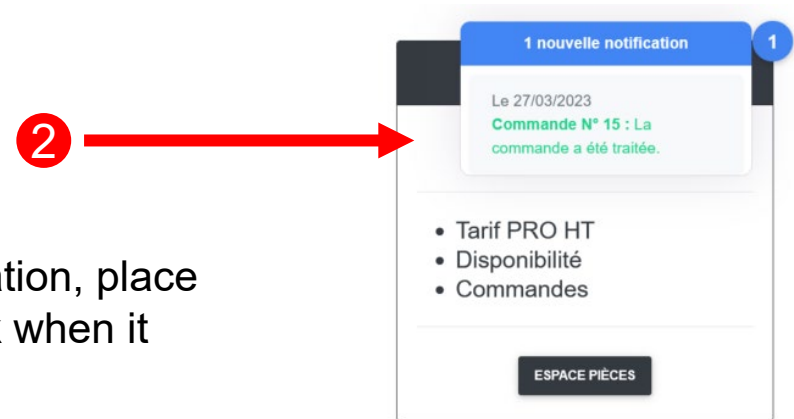 1 nouvelle notification
1
Le 27/03/2023
Commande N° 15 : La
commande a été traitée.
2
Tarif PRO HT
Disponibilité
Commandes
place
when it
ESPACE PIÈCES